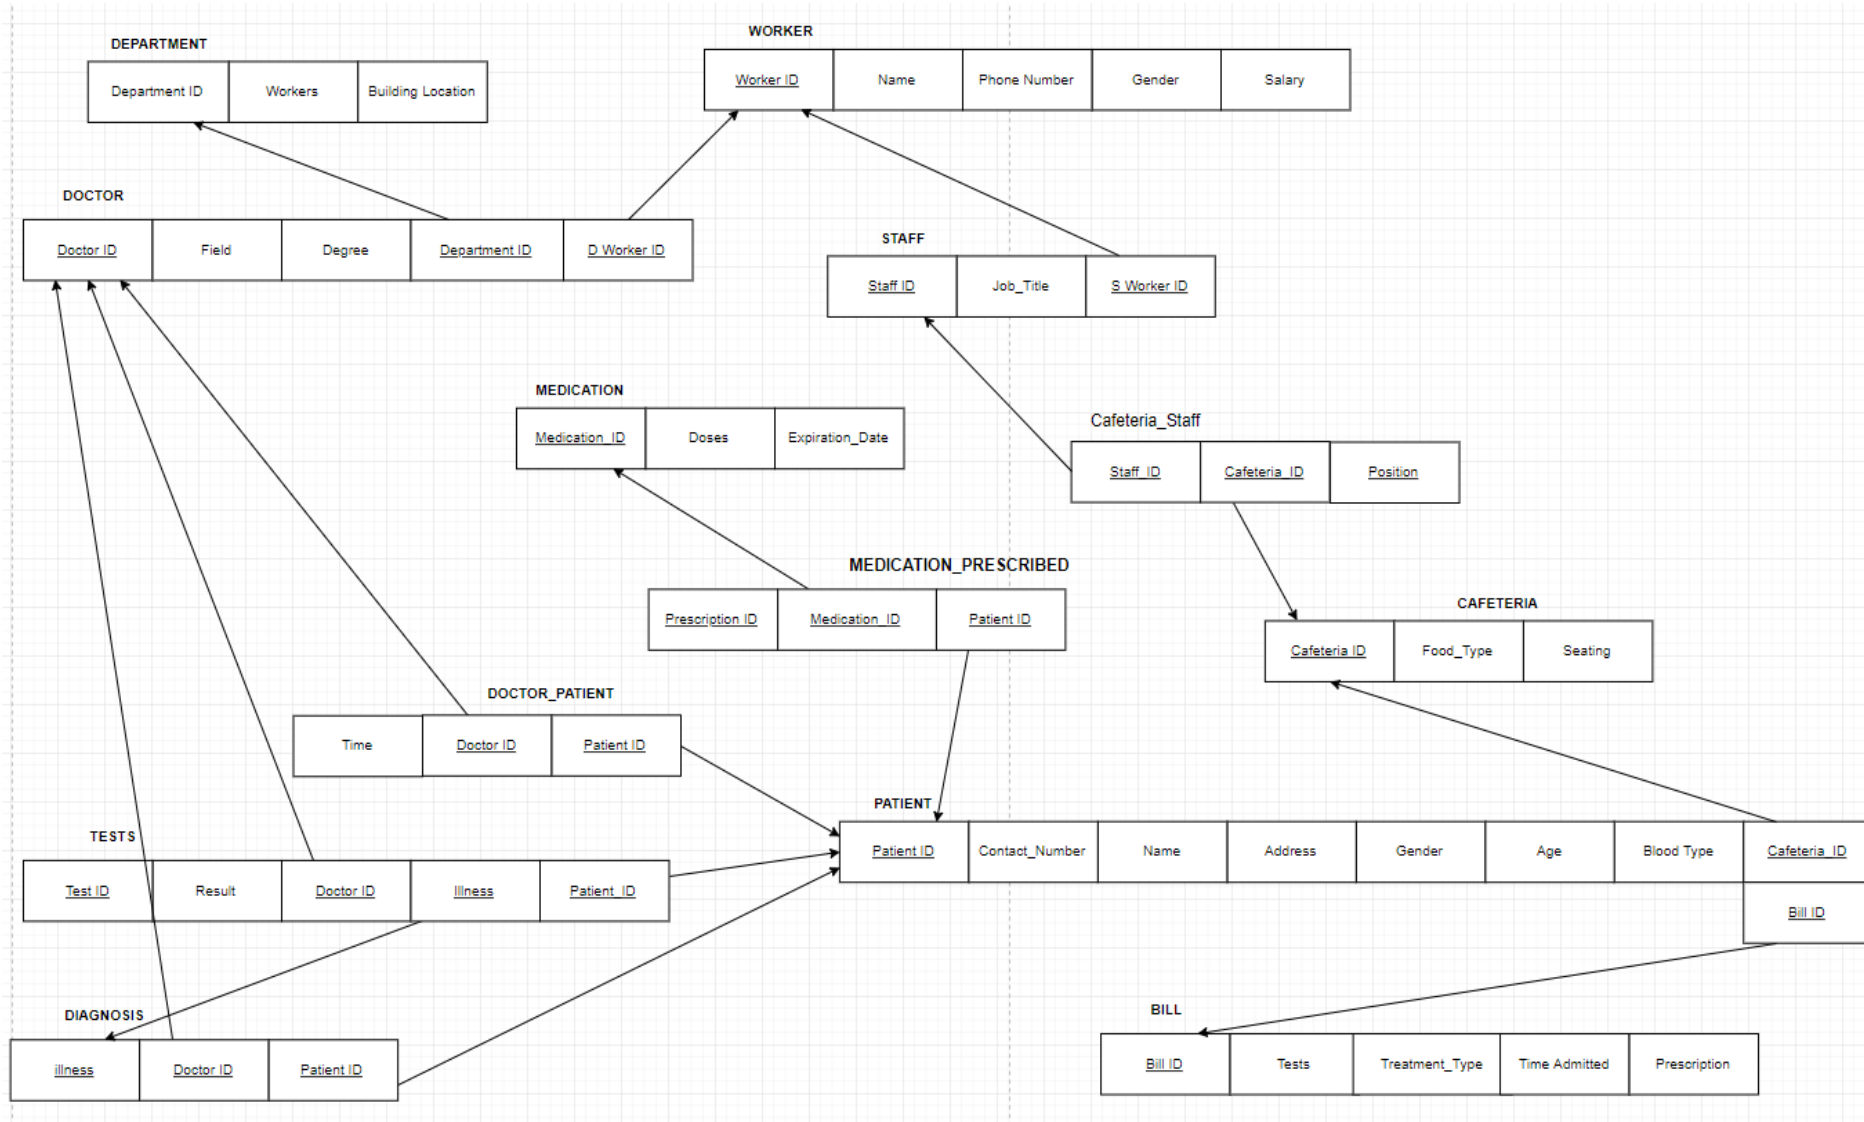 WORKER
DEPARTMENT
Worker ID Name Phone Number Gender Salary
Department ID Workers Building Location
DOCTOR
Doctor ID Field Degree Department ID D Worker ID
STAFF
Staff ID Job_Title S Worker ID
MEDICATION
Medication_ID Doses Expiration_Date
Cafeteria_Staff
Staff_ID Cafeteria_ID Position
MEDICATION_PRESCRIBED
Prescription ID Medication_ID Patient ID
CAFETERIA
Cafeteria ID Food_Type Seating
DOCTOR_PATIENT
Time Doctor ID Patient ID
PATIENT
Patient ID Contact_Number Name Address Gender Age Blood Type Cafeteria_ID
Bill ID
TESTS
Test ID Result Doctor ID Illness Patient_ID
DIAGNOSIS
illness Doctor ID Patient ID
BILL
Bill ID Tests Treatment_Type Time Admitted Prescription